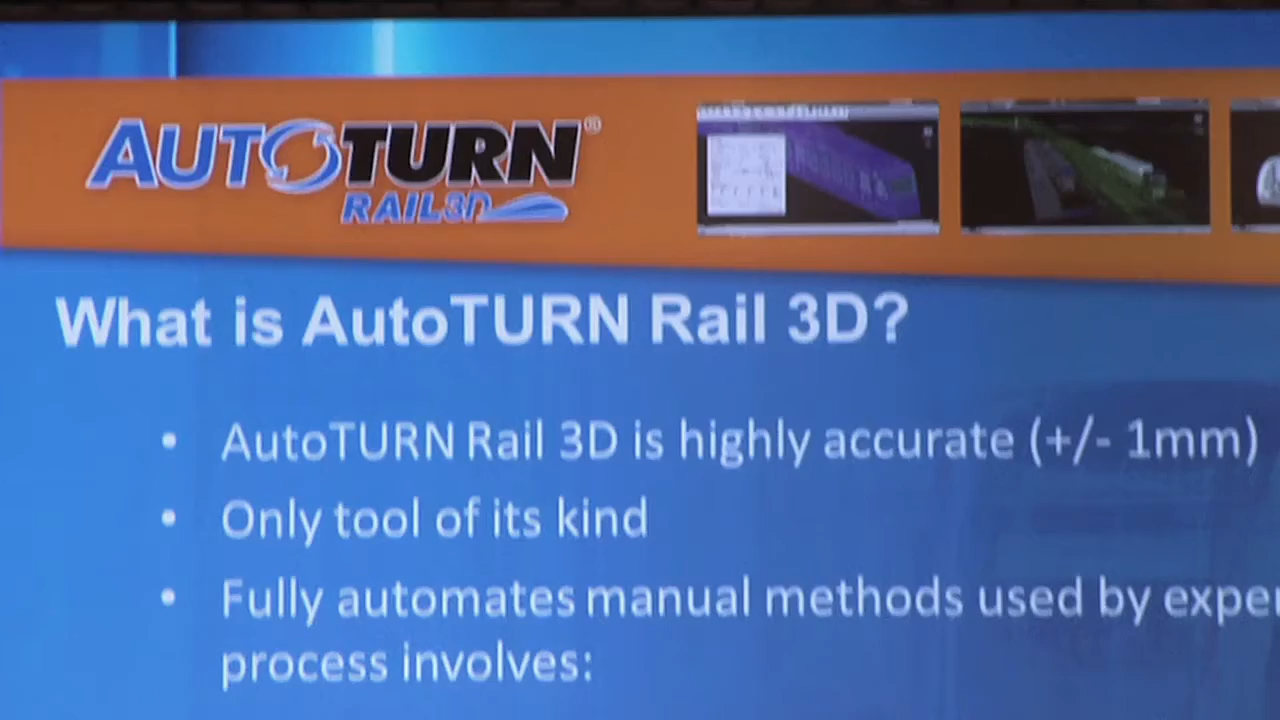 AUTOTURN®
RAIL3D
What is AutoTURN Rail 3D?
• AutoTURN Rail 3D is highly accurate (+/- 1mm)
• Only tool of its kind
• Fully automates manual methods used by
process involves: